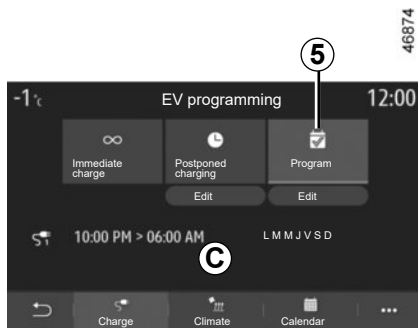 46874
5
-1°c EV programming 12:00
Immediate
charge
Postponed
charging
Program
Edit Edit
10:00 PM > 06:00 AM L M M J V S D
C
Charge Climate Calendar